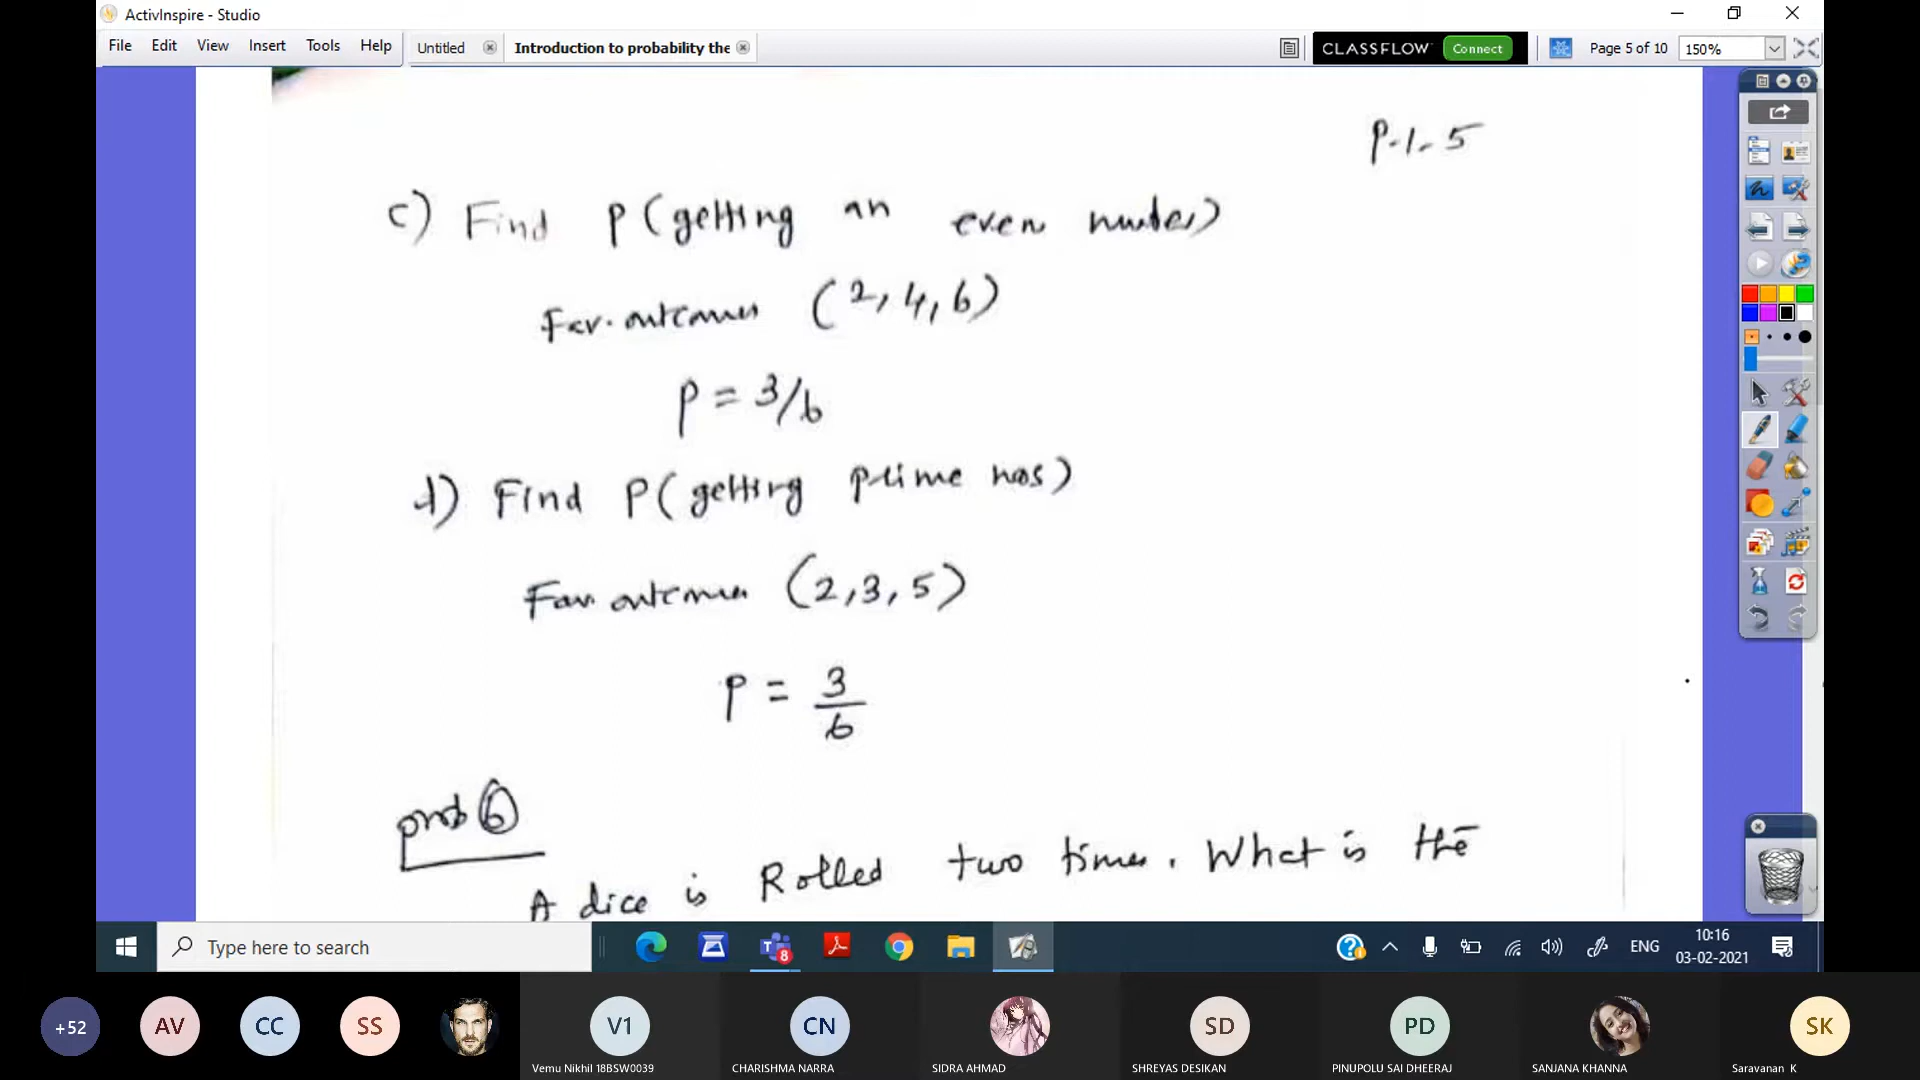 ActivInspire - Studio
File Edit View Insert Tools Help
Untitled
Introduction to probability the
CLASSFLOW Connect
Page 5 of 10
150%
P.1.5
c) Find P(getting an even number)
Fav. outcomes (2,4,6)
P = 3/6
d) Find P(getting prime nos)
Fav. outcomes (2,3,5)
P = 3/6
prob 6
A dice is Rolled two times. What is the
Type here to search
8
ENG
10:16
03-02-2021
+52
AV
CC
SS
V1
CN
SD
PD
SK
Vemu Nikhil 18BSW0039
CHARISHMA NARRA
SIDRA AHMAD
SHREYAS DESIKAN
PINUPOLU SAI DHEERAJ
SANJANA KHANNA
Saravanan K